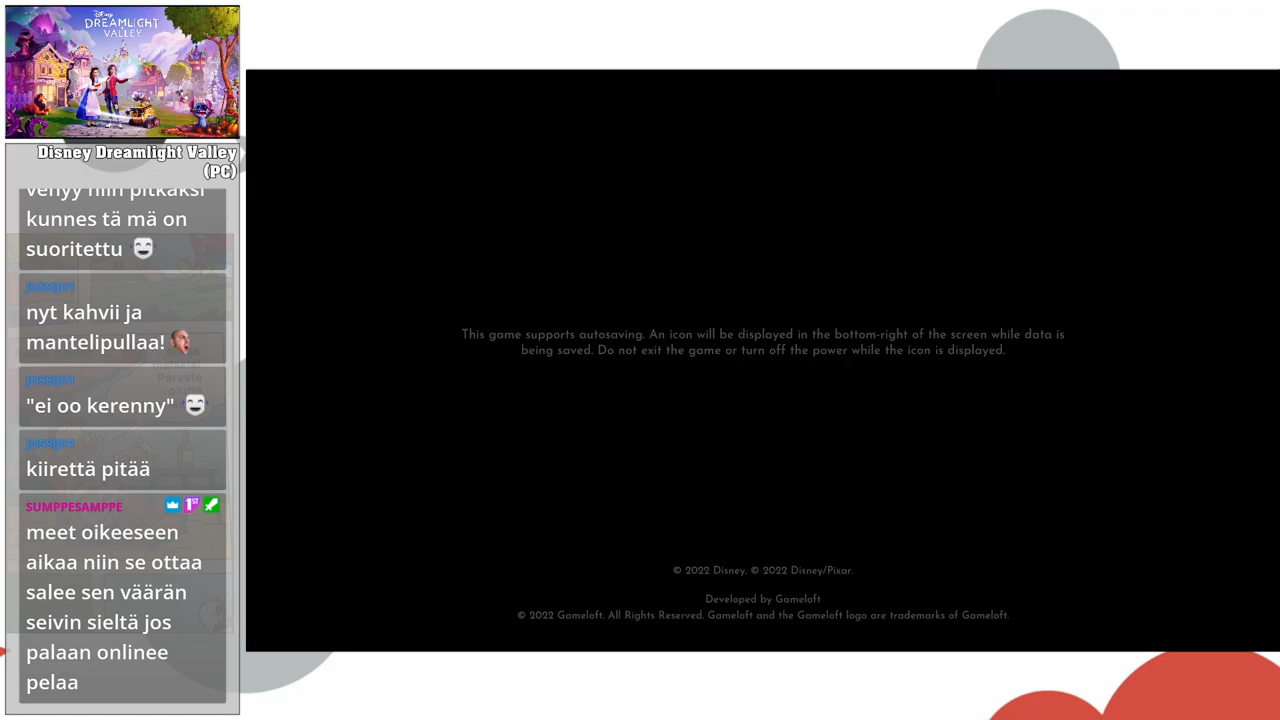 Disney
DREAMLIGHT
VALLEY
Disney Dreamlight Valley
(PC)
venyy niin pitkäksi
kunnes tä mä on
suoritettu
nyt kahvii ja
mantelipullaa!
"ei oo kerenny"
kiirettä pitää
SUMPPESAMPPE
1ST
meet oikeeseen
aikaa niin se ottaa
salee sen väärän
seivin sieltä jos
palaan onlinee
pelaa
This game supports autosaving. An icon will be displayed in the bottom-right of the screen while data is
being saved. Do not exit the game or turn off the power while the icon is displayed.
© 2022 Disney. © 2022 Disney/Pixar.
Developed by Gameloft
© 2022 Gameloft. All Rights Reserved. Gameloft and the Gameloft logo are trademarks of Gameloft.